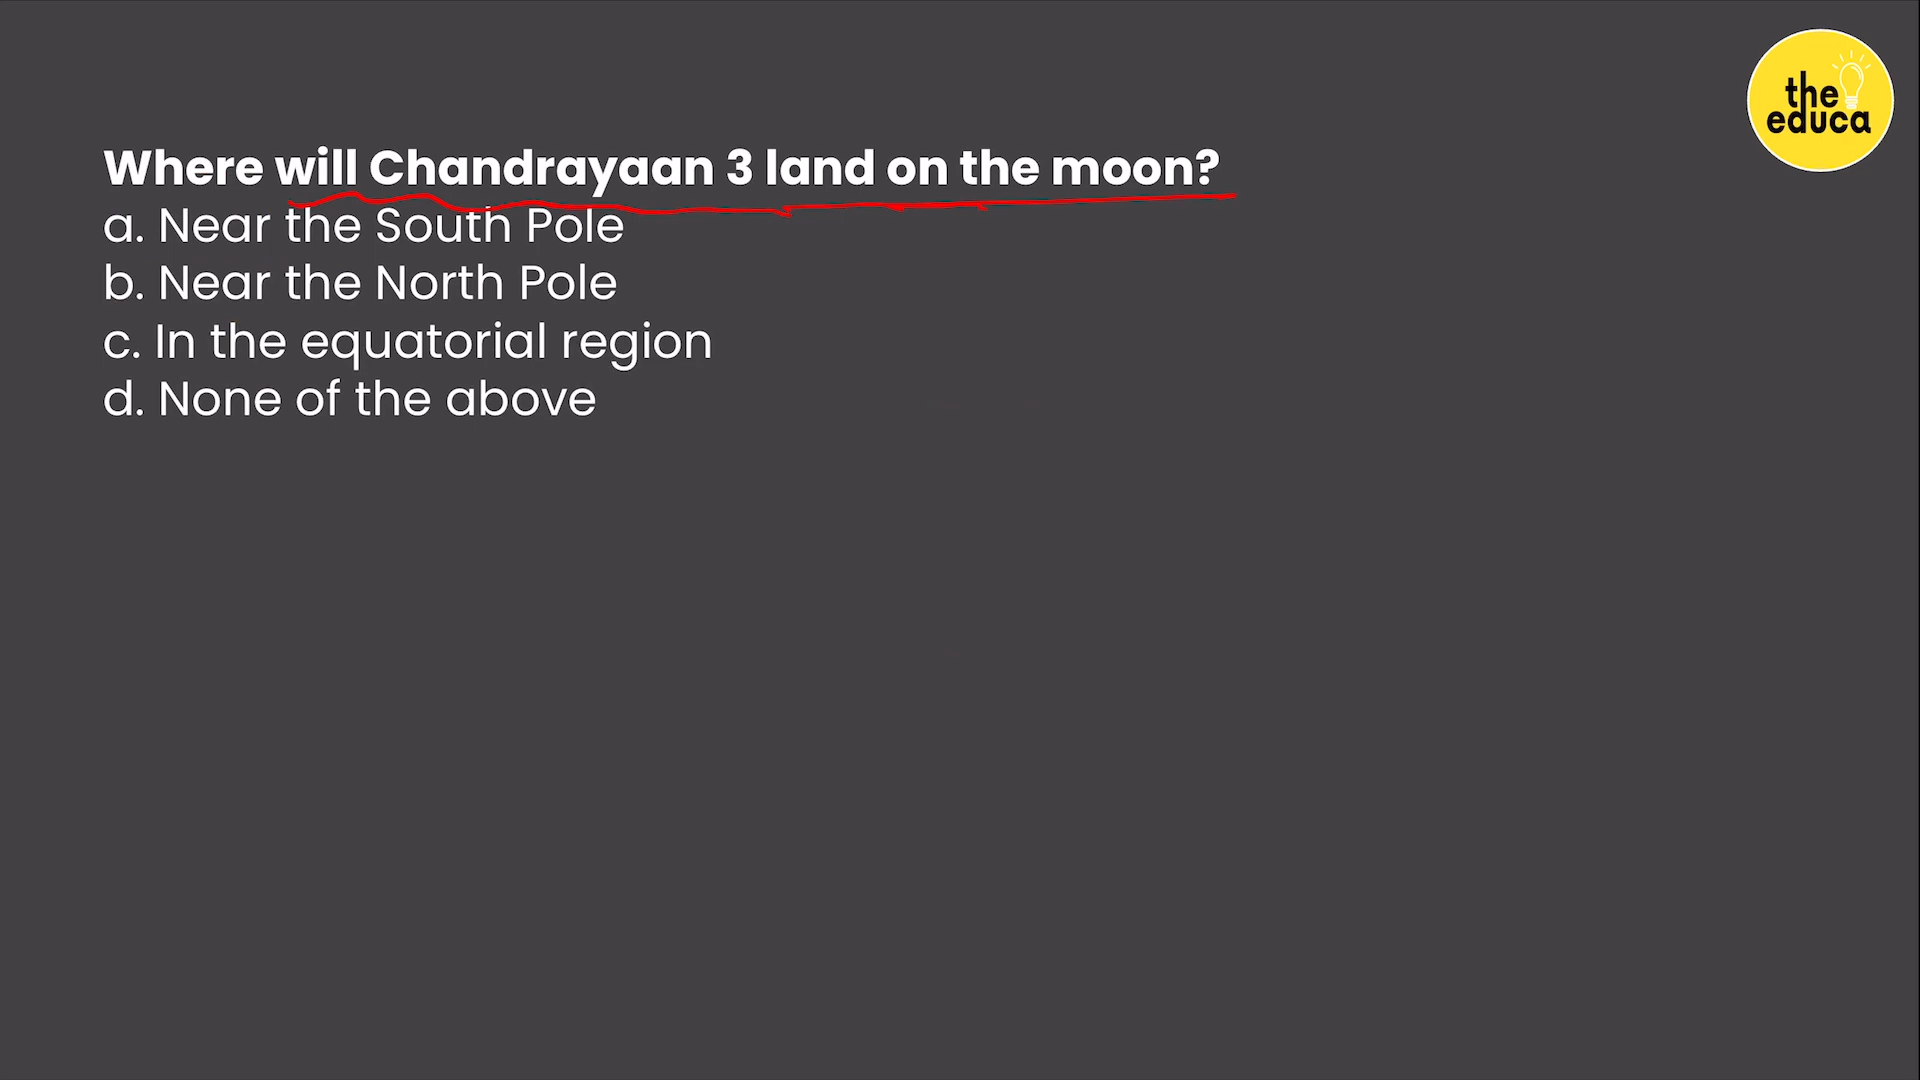 Where will Chandrayaan 3 land on the moon?
a. Near the South Pole
b. Near the North Pole
c. In the equatorial region
d. None of the above
the
educa